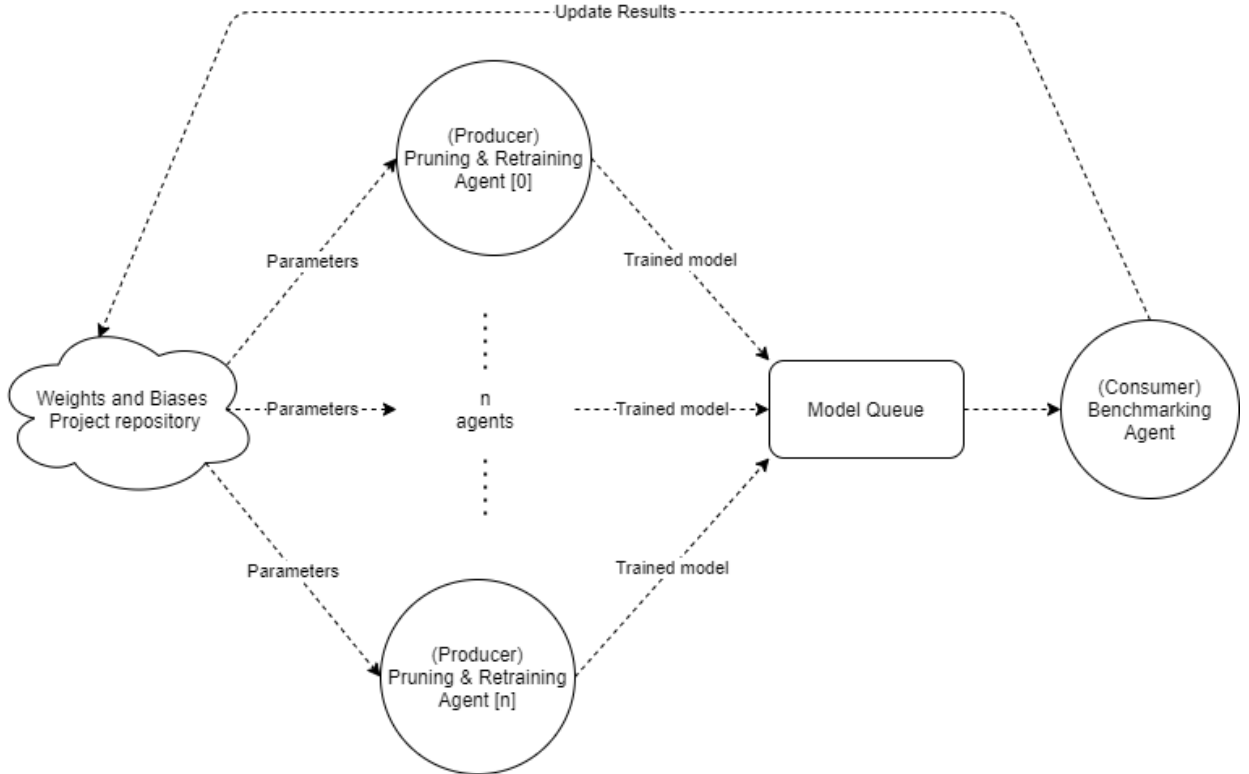 Update Results
(Producer)
Pruning & Retraining
Agent [0]
Parameters
Trained model
Weights and Biases
Project repository
Parameters
n
agents
Trained model
Model Queue
(Consumer)
Benchmarking
Agent
Parameters
Trained model
(Producer)
Pruning & Retraining
Agent [n]